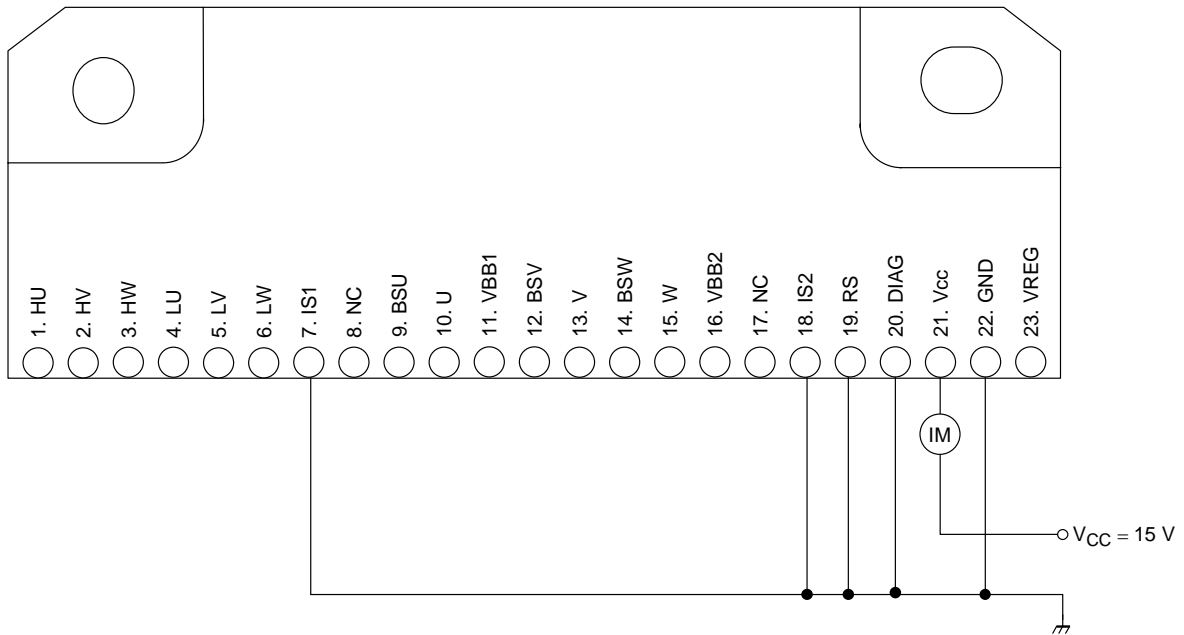 1. HU
2. HV
3. HW
4. LU
5. LV
6. LW
7. IS1
8. NC
9. BSU
10. U
11. VBB1
12. BSV
13. V
14. BSW
15. W
16. VBB2
17. NC
18. IS2
19. RS
20. DIAG
21. Vcc
22. GND
23. VREG
IM
VCC = 15 V